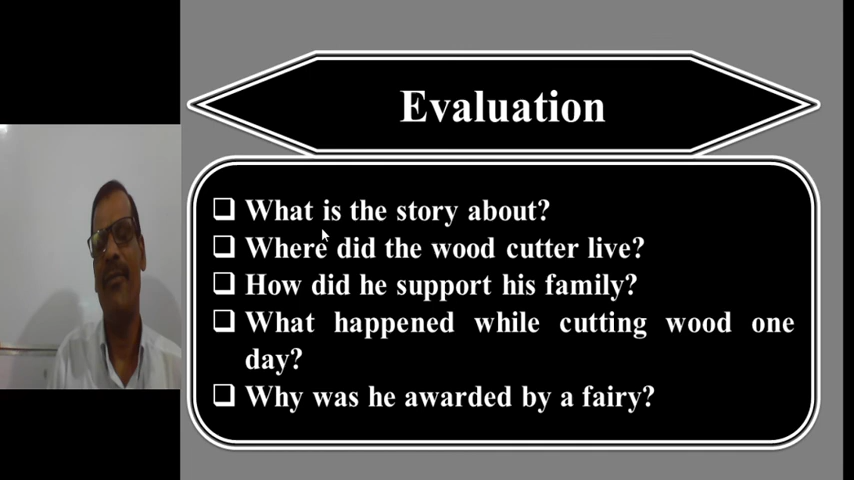 Evaluation
❑ What is the story about?
❑ Where did the wood cutter live?
❑ How did he support his family?
❑ What happened while cutting wood one
day?
❑ Why was he awarded by a fairy?